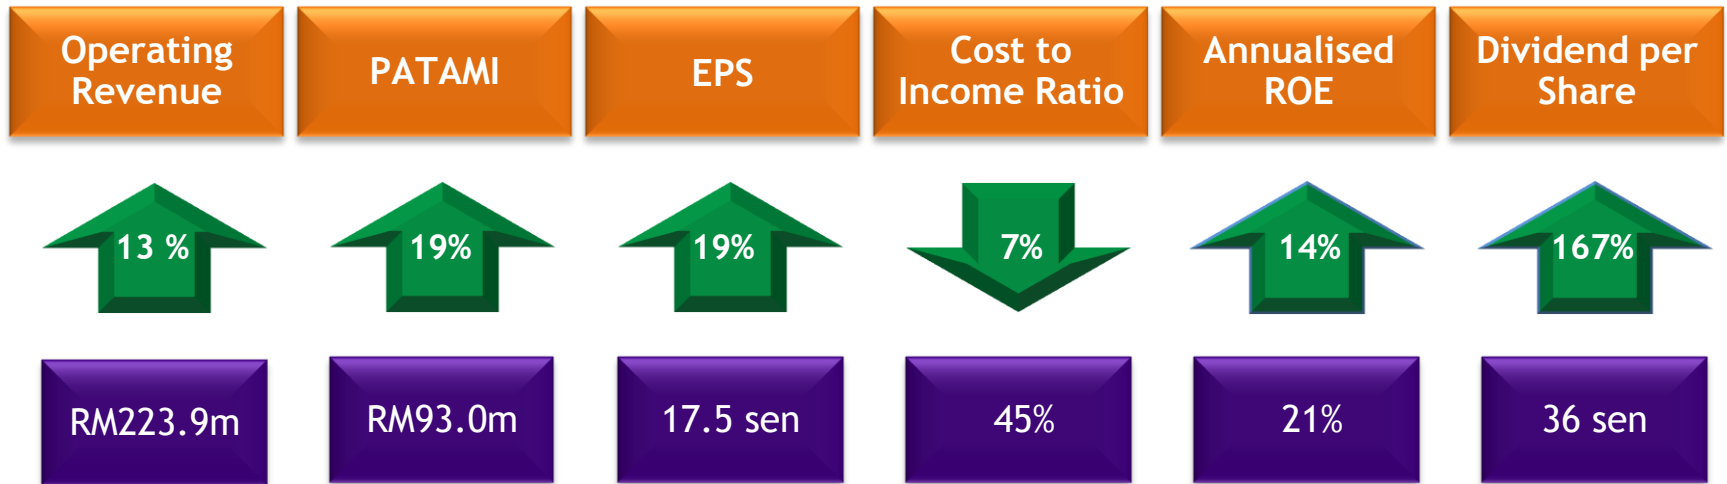 Operating
Revenue
PATAMI
EPS
Cost to
Income Ratio
Annualised
ROE
Dividend per
Share
13 %
19%
19%
7%
14%
167%
RM223.9m
RM93.0m
17.5 sen
45%
21%
36 sen